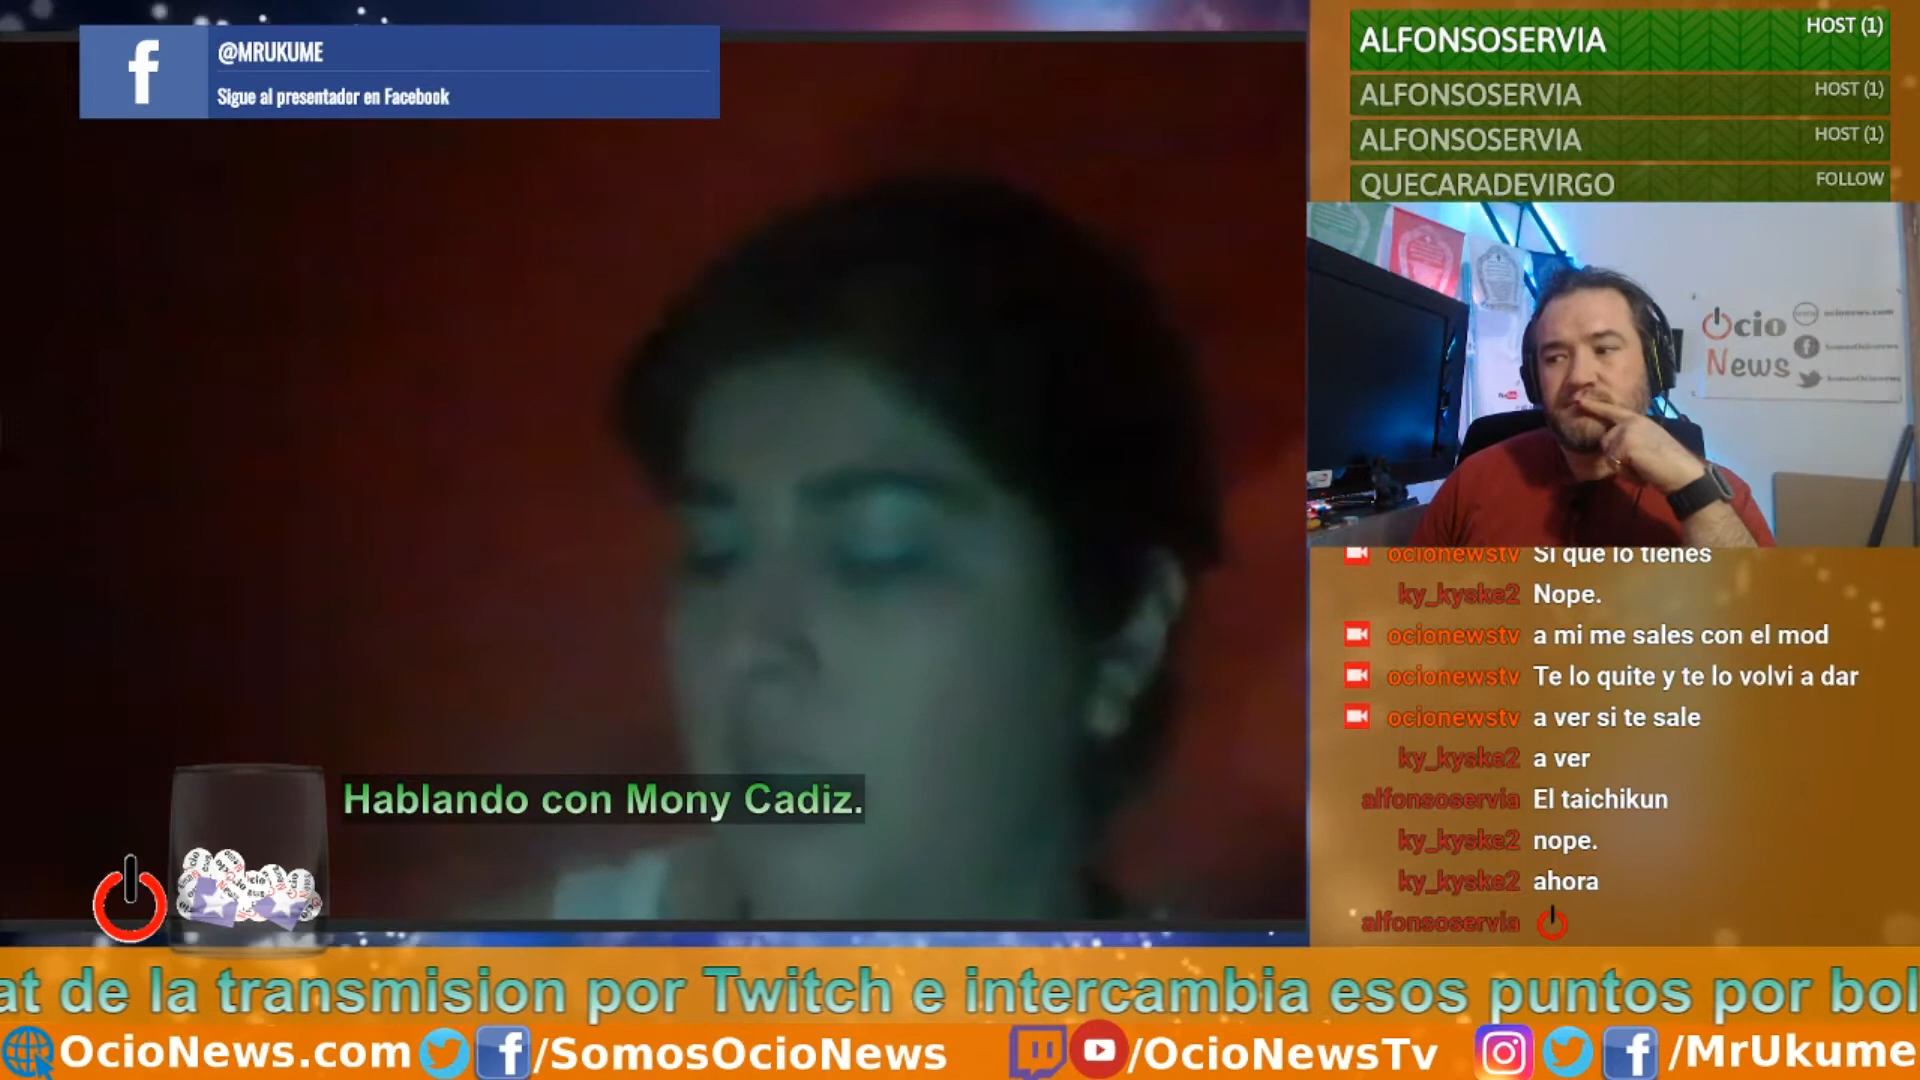 @MRUKUME
Sigue al presentador en Facebook
ALFONSOSERVIA HOST (1)
ALFONSOSERVIA HOST (1)
ALFONSOSERVIA HOST (1)
QUECARADEVIRGO FOLLOW
Ocio
News
ocionews.com
ocionewstv Si que lo tienes
ky_kyske2 Nope.
ocionewstv a mi me sales con el mod
ocionewstv Te lo quite y te lo volvi a dar
ocionewstv a ver si te sale
ky_kyske2 a ver
alfonsoservia El taichikun
ky_kyske2 nope.
ky_kyske2 ahora
alfonsoservia
Hablando con Mony Cadiz.
at de la transmision por Twitch e intercambia esos puntos por bol
OcioNews.com /SomosOcioNews /OcioNewsTv /MrUkume